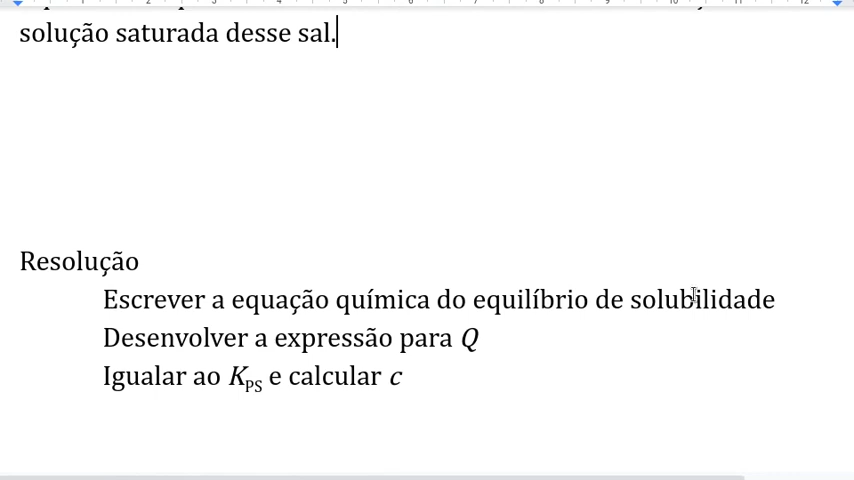 solução saturada desse sal.
Resolução
Escrever a equação química do equilíbrio de solubilidade
Desenvolver a expressão para Q
Igualar ao KPS e calcular c